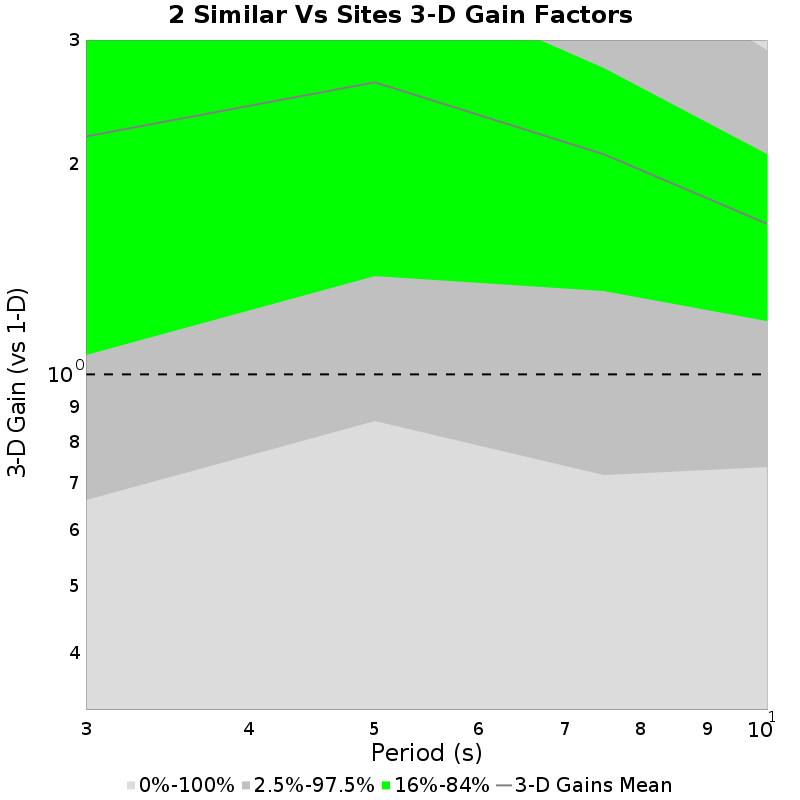 2 Similar Vs Sites 3-D Gain Factors
3-D Gain (vs 1-D)
3
2
10⁰
9
8
7
6
5
4
3 4 5 6 7 8 9 10¹
Period (s)
0%-100% 2.5%-97.5% 16%-84% 3-D Gains Mean